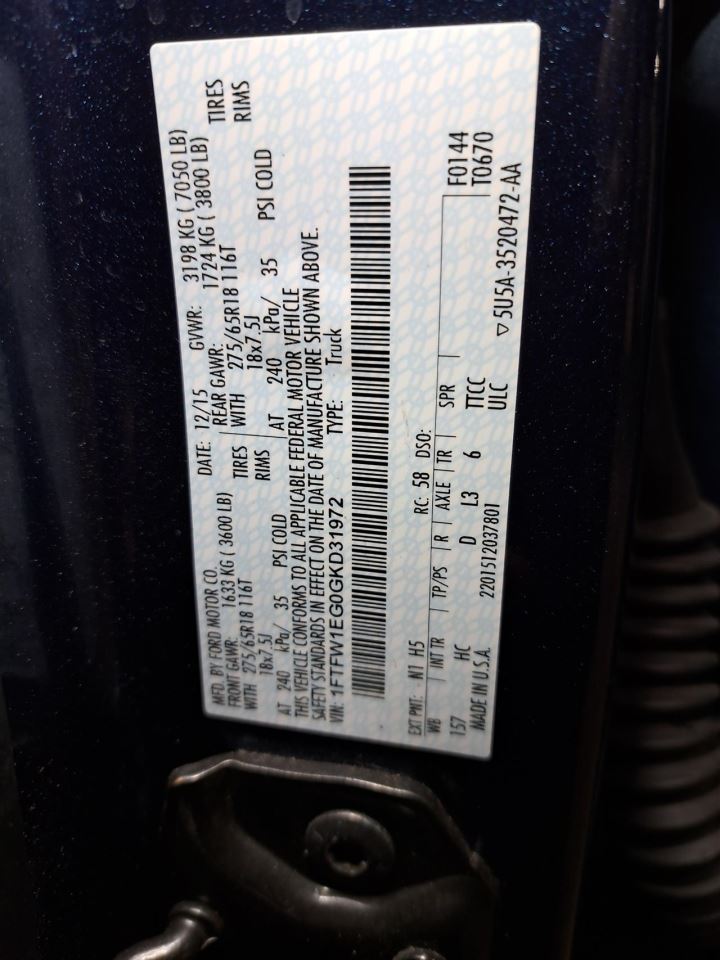 MFD. BY FORD MOTOR CO. DATE: 12/15 GVWR: 3198 KG ( 7050 LB)
FRONT GAWR: 1633 KG ( 3600 LB) REAR GAWR: 1724 KG ( 3800 LB)
WITH 275/65R18 116T TIRES WITH 275/65R18 116T TIRES
18x7.5J RIMS 18x7.5J RIMS
AT 240 kPa/ 35 PSI COLD AT 240 kPa/ 35 PSI COLD
THIS VEHICLE CONFORMS TO ALL APPLICABLE FEDERAL MOTOR VEHICLE
SAFETY STANDARDS IN EFFECT ON THE DATE OF MANUFACTURE SHOWN ABOVE.
VIN: 1FTFW1EG0GKD31972 TYPE: Truck
EXT PNT: N1 H5 RC: 58 DSO: F0144
WB INT TR TP/PS R AXLE TR SPR T0670
157 HC D L3 6 TTCC
MADE IN U.S.A. 2201512037801 ULC ▽5U5A-3520472-AA